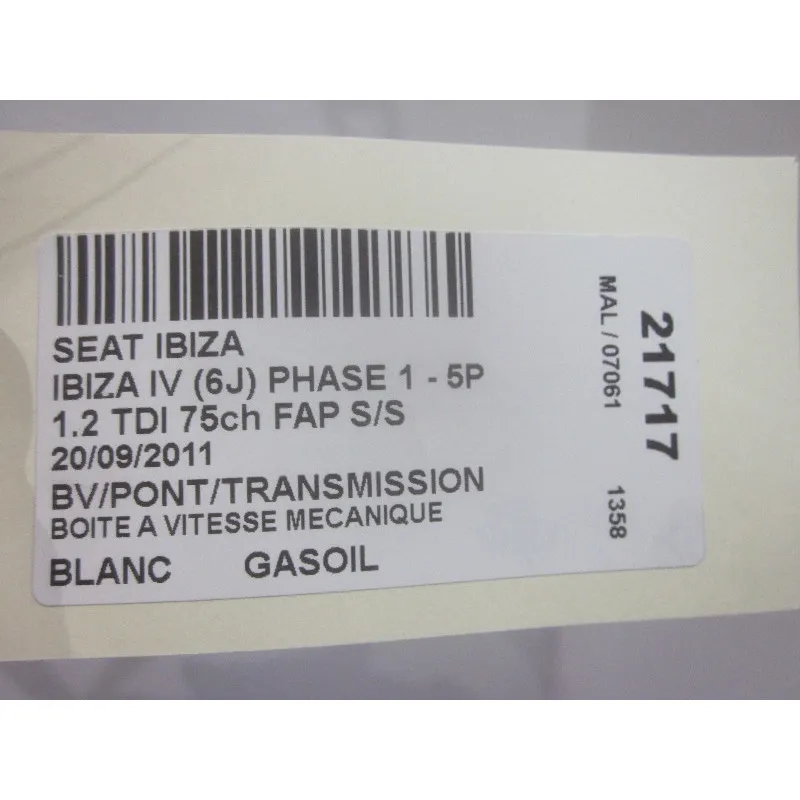 SEAT IBIZA
IBIZA IV (6J) PHASE 1 - 5P
1.2 TDI 75ch FAP S/S
20/09/2011
BV/PONT/TRANSMISSION
BOITE A VITESSE MECANIQUE
BLANC GASOIL
21717
MAL / 07061 1358